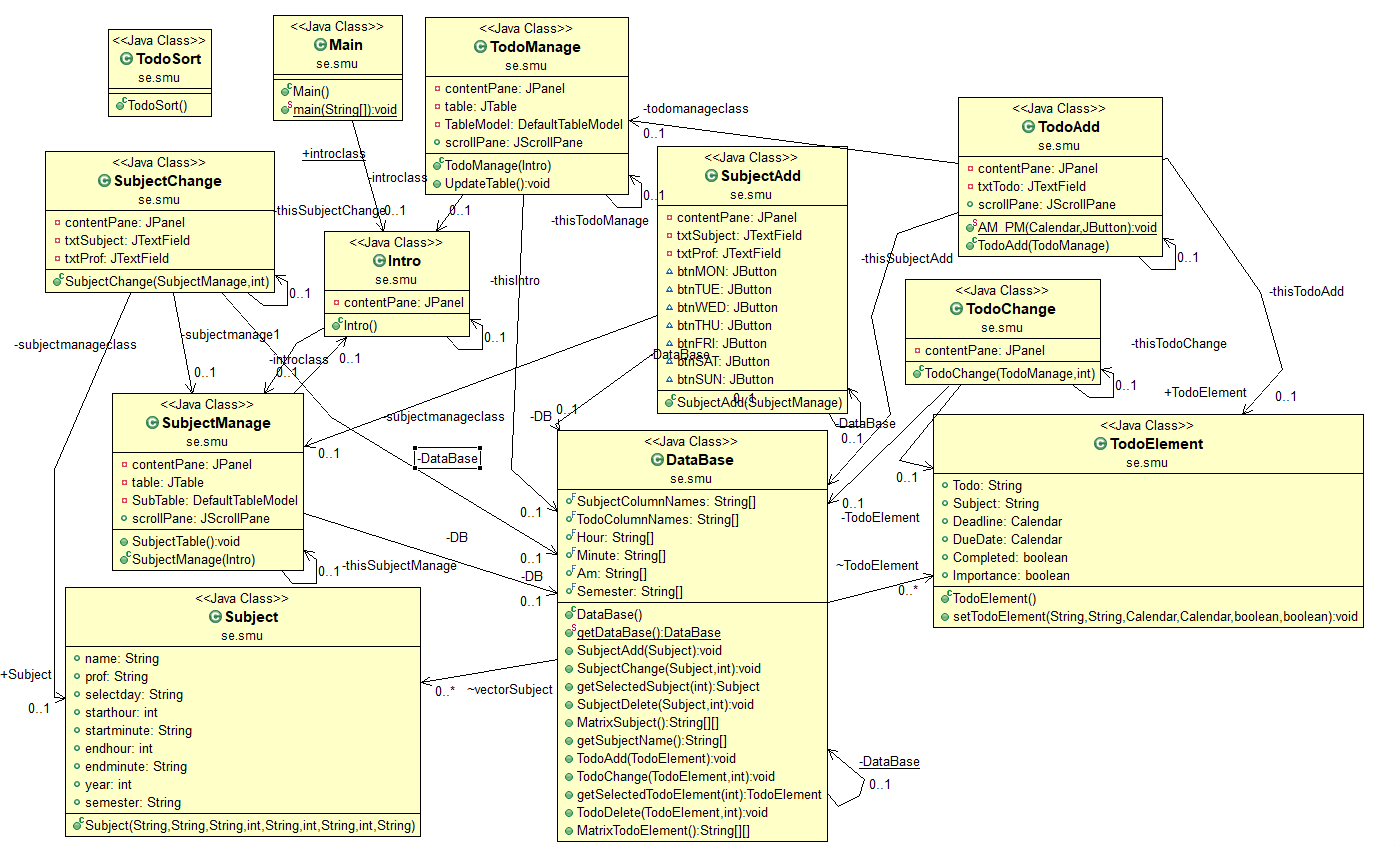 <<Java Class>>
TodoSort
se.smu
TodoSort()
<<Java Class>>
Main
se.smu
Main()
main(String[]):void
<<Java Class>>
TodoManage
se.smu
contentPane: JPanel
table: JTable
TableModel: DefaultTableModel
scrollPane: JScrollPane
TodoManage(Intro)
UpdateTable():void
-todomanageclass
0..1
<<Java Class>>
TodoAdd
se.smu
contentPane: JPanel
txtTodo: JTextField
scrollPane: JScrollPane
AM_PM(Calendar,JButton):void
TodoAdd(TodoManage)
0..1
<<Java Class>>
SubjectChange
se.smu
contentPane: JPanel
txtSubject: JTextField
txtProf: JTextField
SubjectChange(SubjectManage,int)
0..1
+introclass
-introclass
-thisSubjectChange
0..1
0..1
0..1
-thisTodoManage
<<Java Class>>
SubjectAdd
se.smu
contentPane: JPanel
txtSubject: JTextField
txtProf: JTextField
btnMON: JButton
btnTUE: JButton
btnWED: JButton
btnTHU: JButton
btnFRI: JButton
btnSAT: JButton
btnSUN: JButton
SubjectAdd(SubjectManage)
-thisSubjectAdd
<<Java Class>>
Intro
se.smu
contentPane: JPanel
Intro()
0..1
-thisIntro
<<Java Class>>
TodoChange
se.smu
contentPane: JPanel
TodoChange(TodoManage,int)
0..1
-thisTodoAdd
-thisTodoChange
-subjectmanageclass
-subjectmanage1
0..1
-introclass
0..1
0..1
-DataBase
+TodoElement
0..1
0..1
-subjectmanageclass
0..1
-DB
0..1
-DataBase
0..1
-DataBase
<<Java Class>>
SubjectManage
se.smu
contentPane: JPanel
table: JTable
SubTable: DefaultTableModel
scrollPane: JScrollPane
SubjectTable():void
SubjectManage(Intro)
0..1
-thisSubjectManage
-DB
0..1
0..1
-DB
0..1
<<Java Class>>
DataBase
se.smu
SubjectColumnNames: String[]
TodoColumnNames: String[]
Hour: String[]
Minute: String[]
Am: String[]
Semester: String[]
DataBase()
getDataBase():DataBase
SubjectAdd(Subject):void
SubjectChange(Subject,int):void
getSelectedSubject(int):Subject
SubjectDelete(Subject,int):void
MatrixSubject():String[][]
getSubjectName():String[]
TodoAdd(TodoElement):void
TodoChange(TodoElement,int):void
getSelectedTodoElement(int):TodoElement
TodoDelete(TodoElement,int):void
MatrixTodoElement():String[][]
0..1
-TodoElement
0..1
~TodoElement
0..*
<<Java Class>>
TodoElement
se.smu
Todo: String
Subject: String
Deadline: Calendar
DueDate: Calendar
Completed: boolean
Importance: boolean
TodoElement()
setTodoElement(String,String,Calendar,Calendar,boolean,boolean):void
<<Java Class>>
Subject
se.smu
name: String
prof: String
selectday: String
starthour: int
startminute: String
endhour: int
endminute: String
year: int
semester: String
Subject(String,String,String,int,String,int,String,int,String)
+Subject
0..1
0..*
~vectorSubject
-DataBase
0..1